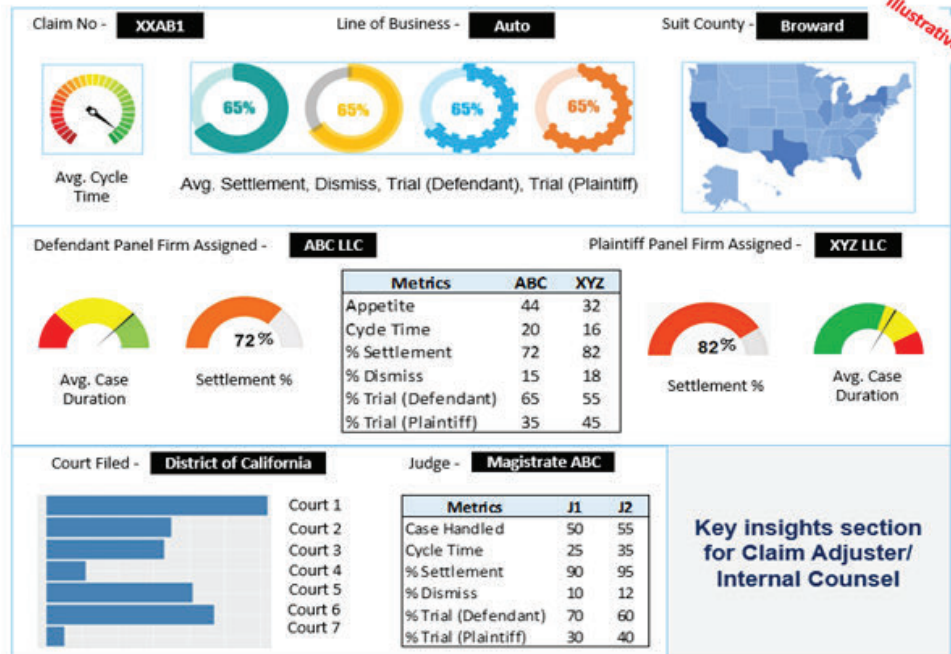 Claim No - XXAB1 Line of Business - Auto Suit County - Broward
Illustrative
65% 65% 65% 65%
Avg. Cycle
Time
Avg. Settlement, Dismiss, Trial (Defendant), Trial (Plaintiff)
Defendant Panel Firm Assigned - ABC LLC Plaintiff Panel Firm Assigned - XYZ LLC
72%
Avg. Case
Duration
Settlement %
Metrics ABC XYZ
Appetite 44 32
Cycle Time 20 16
% Settlement 72 82
% Dismiss 15 18
% Trial (Defendant) 65 55
% Trial (Plaintiff) 35 45
82%
Settlement %
Avg. Case
Duration
Court Filed - District of California Judge - Magistrate ABC
Court 1
Court 2
Court 3
Court 4
Court 5
Court 6
Court 7
Metrics J1 J2
Case Handled 50 55
Cycle Time 25 35
% Settlement 90 95
% Dismiss 10 12
% Trial (Defendant) 70 60
% Trial (Plaintiff) 30 40
Key insights section
for Claim Adjuster/
Internal Counsel